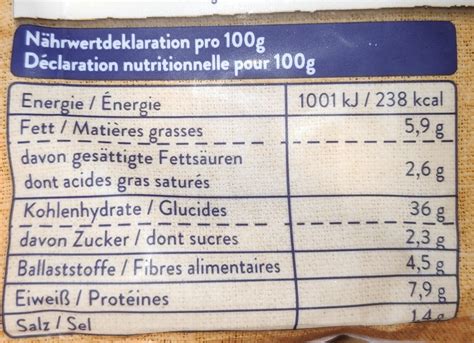 Nährwertdeklaration pro 100g
Déclaration nutritionnelle pour 100g
Energie / Énergie 1001 kJ / 238 kcal
Fett / Matières grasses 5,9 g
davon gesättigte Fettsäuren
dont acides gras saturés 2,6 g
Kohlenhydrate / Glucides 36 g
davon Zucker / dont sucres 2,3 g
Ballaststoffe / Fibres alimentaires 4,5 g
Eiweiß / Protéines 7,9 g
Salz / Sel 1,4 g